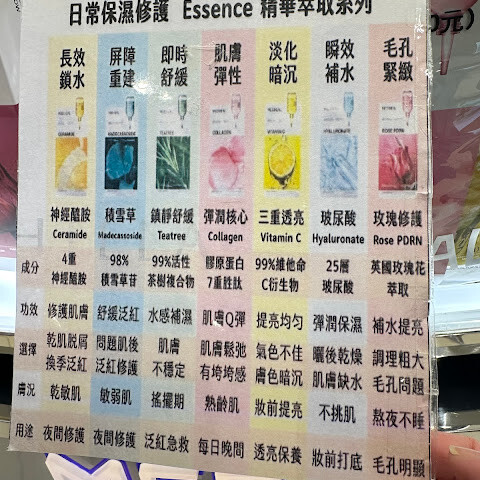 日常保濕修護 Essence 精華萃取系列
長效 屏障 即時 肌膚 淡化 瞬效 毛孔
鎖水 重建 舒緩 彈性 暗沉 補水 緊緻
CERAMIDE MADECASSOSIDE TEATREE COLLAGEN VITAMIN C HYALURONATE ROSE PDRN
神經醯胺 積雪草 鎮靜舒緩 彈潤核心 三重透亮 玻尿酸 玫瑰修護
Ceramide Madecassoside Teatree Collagen Vitamin C Hyaluronate Rose PDRN
成分 4重 98% 99%活性 膠原蛋白 99%維他命 25層 英國玫瑰花
神經醯胺 積雪草苷 茶樹複合物 7重胜肽 C衍生物 玻尿酸 萃取
功效 修護肌膚 舒緩泛紅 水感補濕 肌膚Q彈 提亮均勻 彈潤保濕 補水提亮
選擇 乾肌脫屑 問題肌後 肌膚 肌膚鬆弛 氣色不佳 曬後乾燥 調理粗大
換季泛紅 泛紅修護 不穩定 有垮垮感 膚色暗沉 肌膚缺水 毛孔問題
膚況 乾敏肌 敏弱肌 搖擺期 熟齡肌 妝前提亮 不挑肌 熬夜不睡
用途 夜間修護 夜間修護 泛紅急救 每日晚間 透亮保養 妝前打底 毛孔明顯
元)